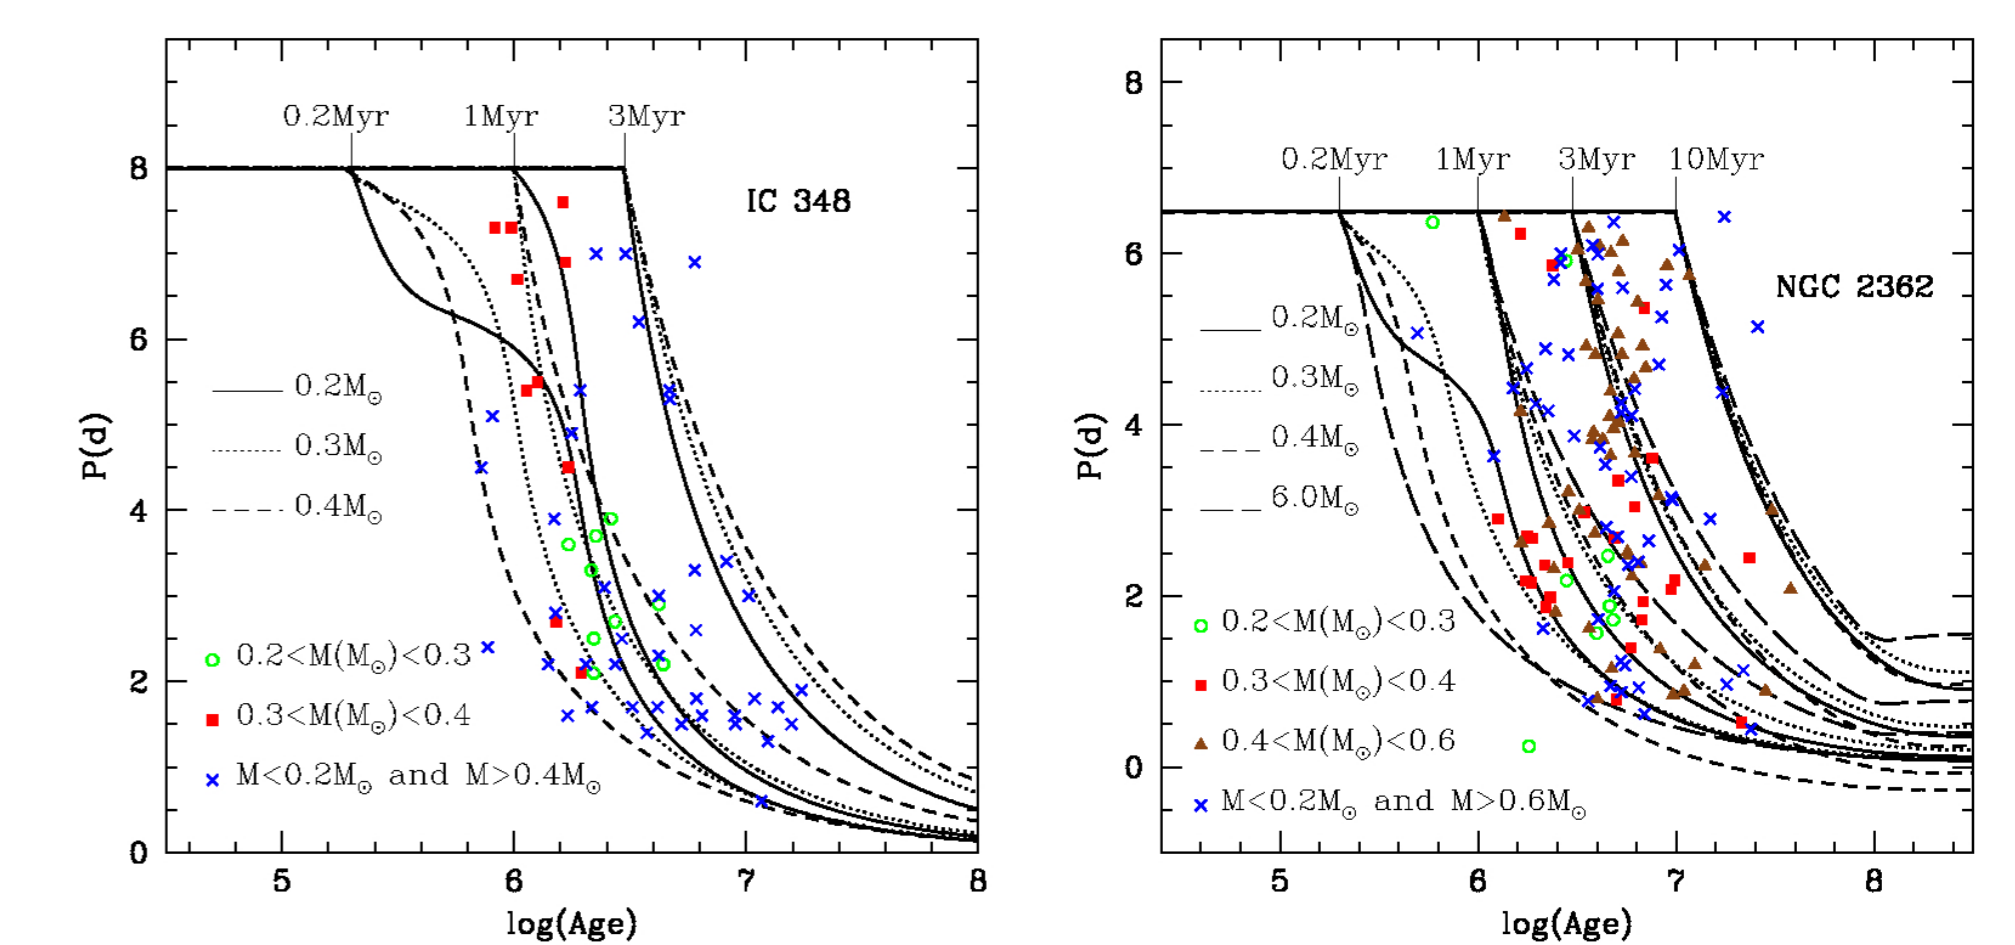 0.2Myr 1Myr 3Myr
IC 348
0.2M⊙
0.3M⊙
0.4M⊙
0.2<M(M⊙)<0.3
0.3<M(M⊙)<0.4
M<0.2M⊙ and M>0.4M⊙
P(d)
8
6
4
2
0
5 6 7 8
log(Age)
0.2Myr 1Myr 3Myr 10Myr
NGC 2362
0.2M⊙
0.3M⊙
0.4M⊙
6.0M⊙
0.2<M(M⊙)<0.3
0.3<M(M⊙)<0.4
0.4<M(M⊙)<0.6
M<0.2M⊙ and M>0.6M⊙
P(d)
8
6
4
2
0
5 6 7 8
log(Age)